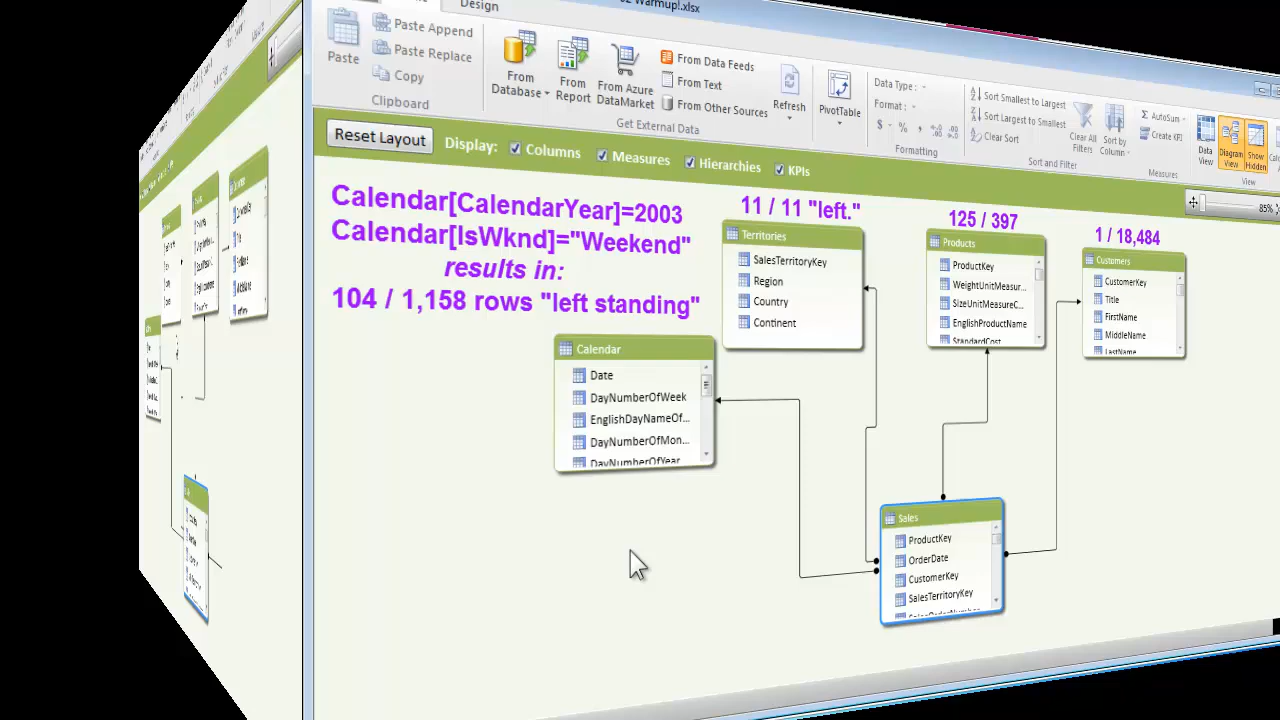 Design
Warmup!.xlsx
Paste
Paste Append
Paste Replace
Copy
Clipboard
From Database
From Report
From Azure DataMarket
From Data Feeds
From Text
From Other Sources
Get External Data
Refresh
PivotTable
Data Type :
Format :
$ % ,
Formatting
Sort Smallest to Largest
Sort Largest to Smallest
Clear Sort
Clear All Filters
Sort by Column
Sort and Filter
AutoSum
Create KPI
Measures
Data View
Diagram View
Show Hidden
View
Reset Layout
Display:
Columns
Measures
Hierarchies
KPIs
85%
Calendar[CalendarYear]=2003
Calendar[IsWknd]="Weekend"
results in:
104 / 1,158 rows "left standing"
11 / 11 "left."
125 / 397
1 / 18,484
Territories
SalesTerritoryKey
Region
Country
Continent
Products
ProductKey
WeightUnitMeasur...
SizeUnitMeasureC...
EnglishProductName
StandardCost
Customers
CustomerKey
Title
FirstName
MiddleName
LastName
Calendar
Date
DayNumberOfWeek
EnglishDayNameOf...
DayNumberOfMon...
DayNumberOfYear
Sales
ProductKey
OrderDate
CustomerKey
SalesTerritoryKey
SalesOrderNumber